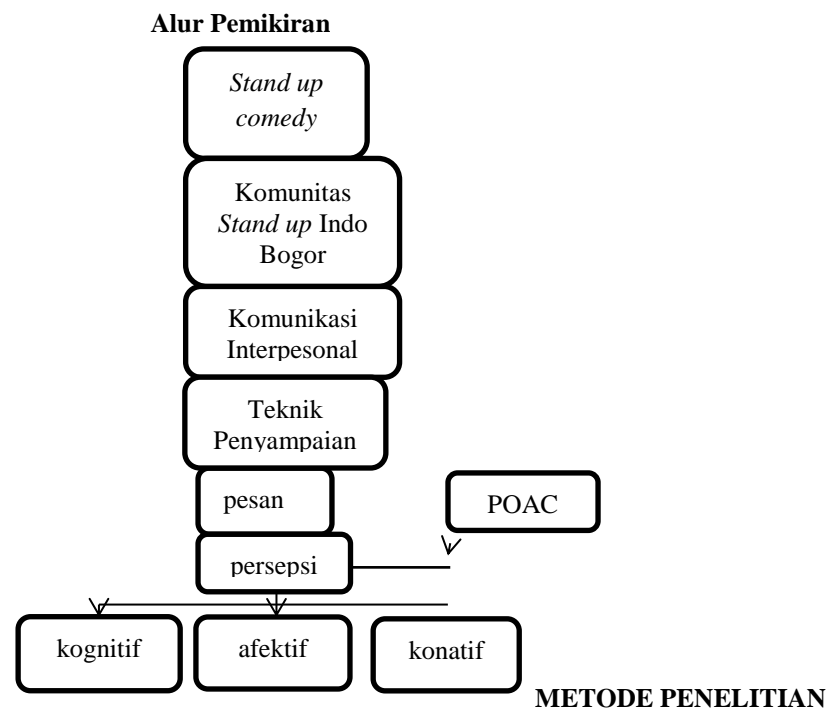 Alur Pemikiran
Stand up
comedy
Komunitas
Stand up Indo
Bogor
Komunikasi
Interpesonal
Teknik
Penyampaian
pesan
POAC
persepsi
kognitif
afektif
konatif
METODE PENELITIAN